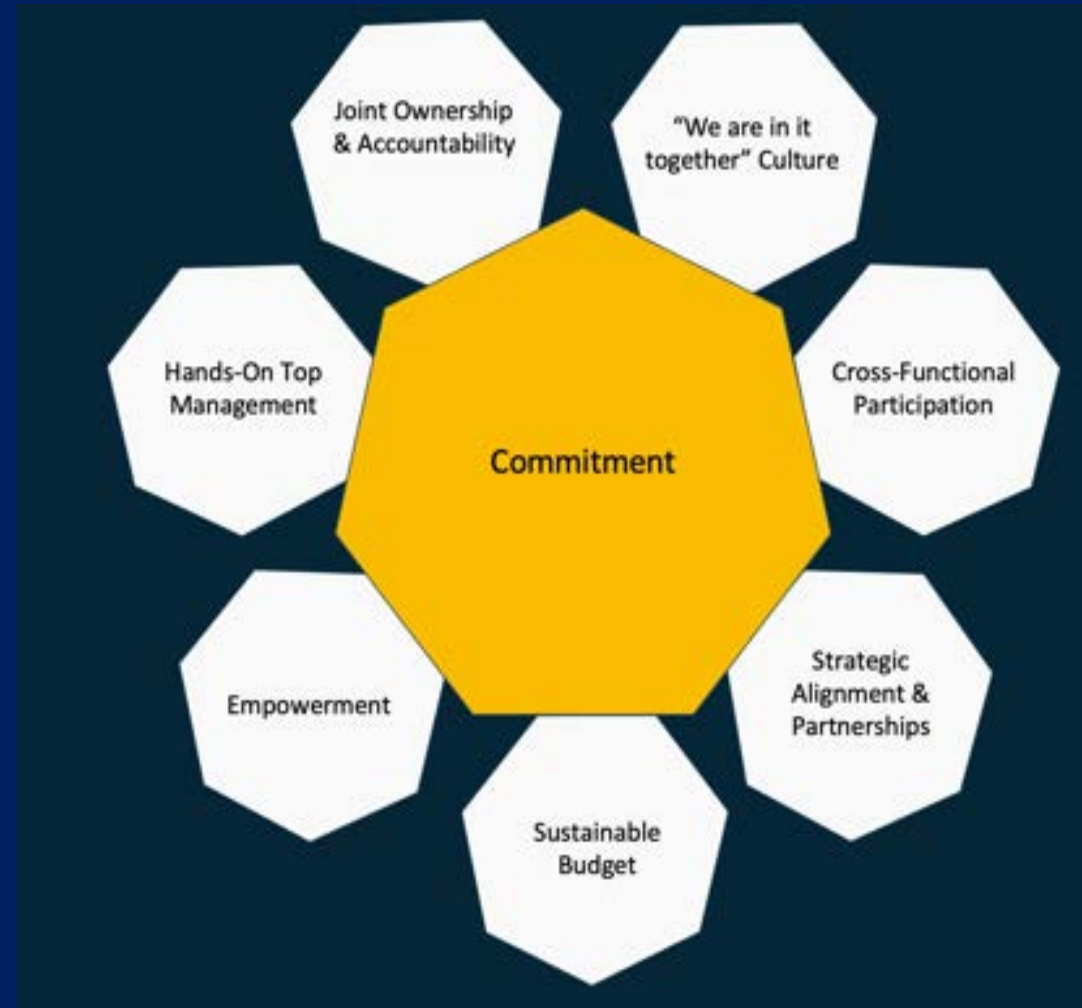 Joint Ownership
& Accountability
“We are in it
together” Culture
Hands-On Top
Management
Cross-Functional
Participation
Commitment
Empowerment
Strategic
Alignment &
Partnerships
Sustainable
Budget